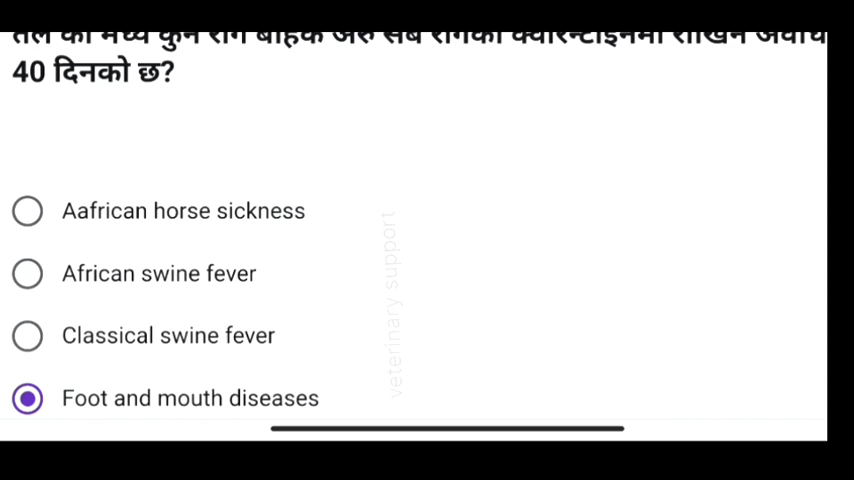 तल का मध्य कुन रोग बाहेक अरु सबै रोगको क्वारेन्टाइनमा राखिने अवधि
40 दिनको छ?
Aafrican horse sickness
African swine fever
Classical swine fever
Foot and mouth diseases
veterinary support